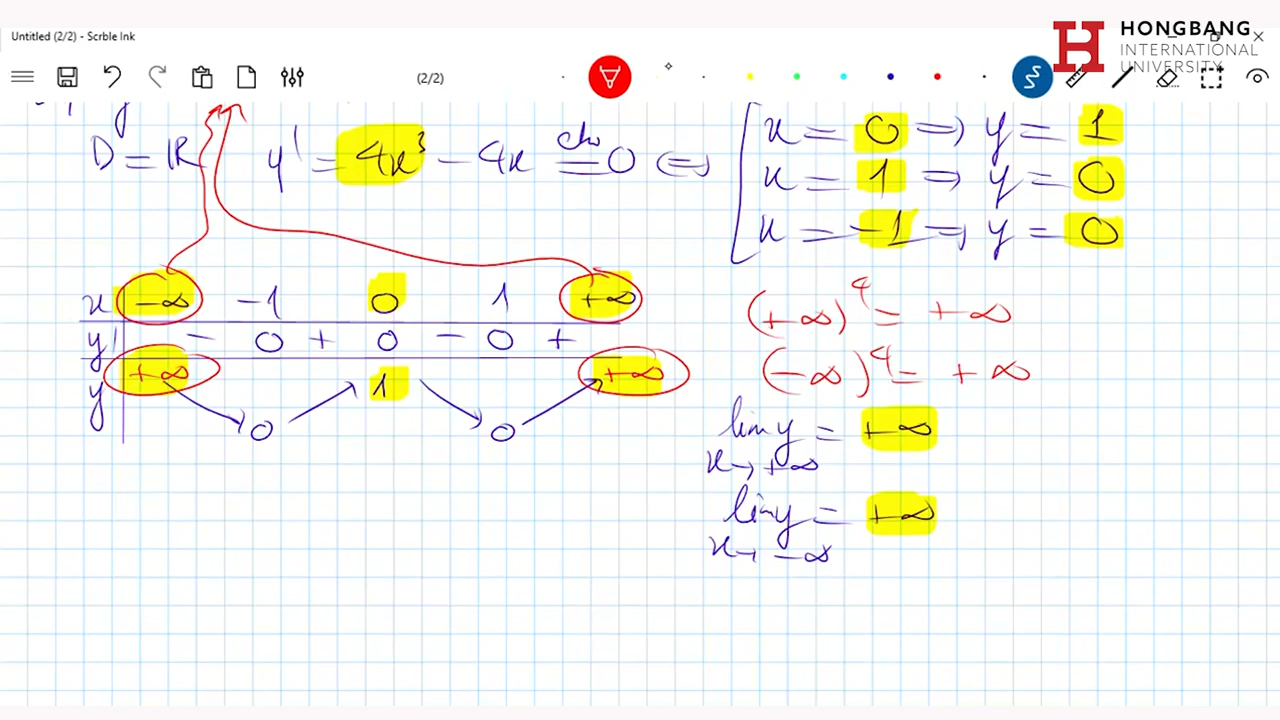 Untitled (2/2) - Scrble Ink
HONGBANG
INTERNATIONAL
UNIVERSITY
(2/2)
D = R y' = 4x³ - 4x cho = 0 ⇔
x = 0 ⇒ y = 1
x = 1 ⇒ y = 0
x = -1 ⇒ y = 0
x -∞ -1 0 1 +∞
y' - 0 + 0 - 0 +
y +∞ 0 1 0 +∞
(+∞)⁴ = +∞
(-∞)⁴ = +∞
lim y = +∞
x → +∞
lim y = +∞
x → -∞